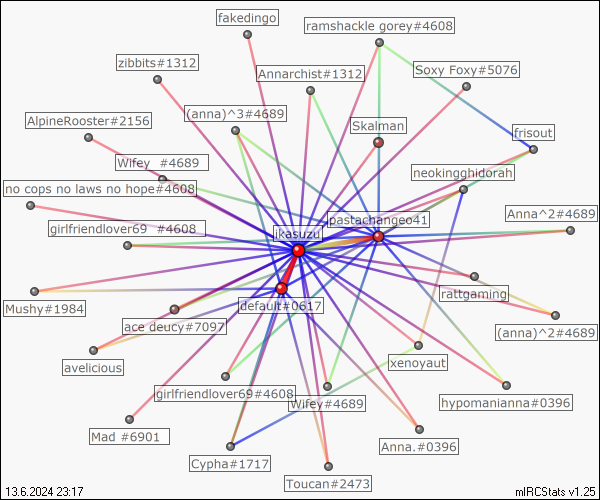 fakedingo
ramshackle gorey#4608
zibbits#1312
Annarchist#1312
Soxy Foxy#5076
(anna)^3#4689
AlpineRooster#2156
Skalman
frisout
Wifey #4689
neokingghidorah
no cops no laws no hope#4608
Anna^2#4689
pastachangeo41
girlfriendlover69 #4608
ikasuzu
rattgaming
Mushy#1984
default#0617
ace deucy#7097
(anna)^2#4689
avelicious
xenoyaut
girlfriendlover69#4608
Wifey#4689
hypomanianna#0396
Mad #6901
Anna.#0396
Cypha#1717
Toucan#2473
13.6.2024 23:17
mIRCStats v1.25